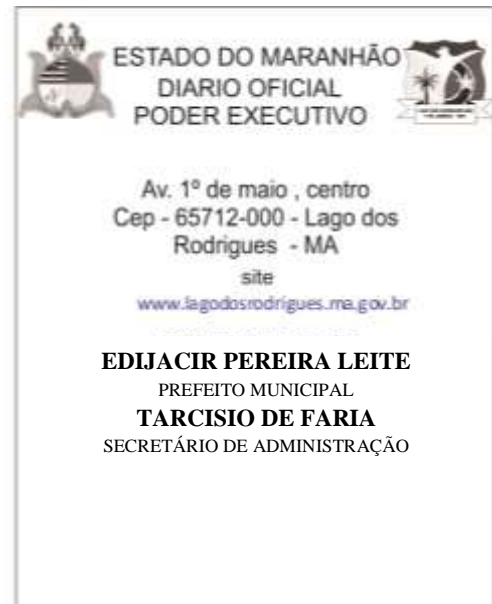 ESTADO DO MARANHÃO
DIARIO OFICIAL
PODER EXECUTIVO
Av. 1º de maio , centro
Cep - 65712-000 - Lago dos
Rodrigues - MA
site
www.lagodosrodrigues.ma.gov.br
EDIJACIR PEREIRA LEITE
PREFEITO MUNICIPAL
TARCISIO DE FARIA
SECRETÁRIO DE ADMINISTRAÇÃO